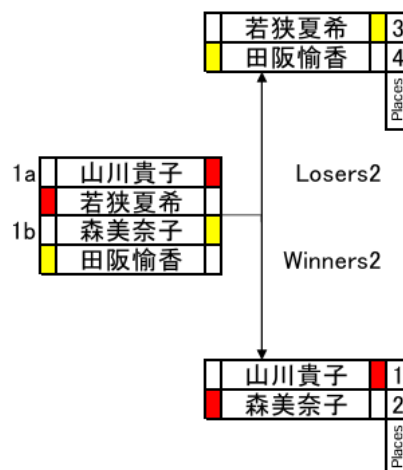 若狭夏希 3
田阪愉香 4
Places
Losers2
1a 山川貴子
若狭夏希
1b 森美奈子
田阪愉香
Winners2
山川貴子 1
森美奈子 2
Places